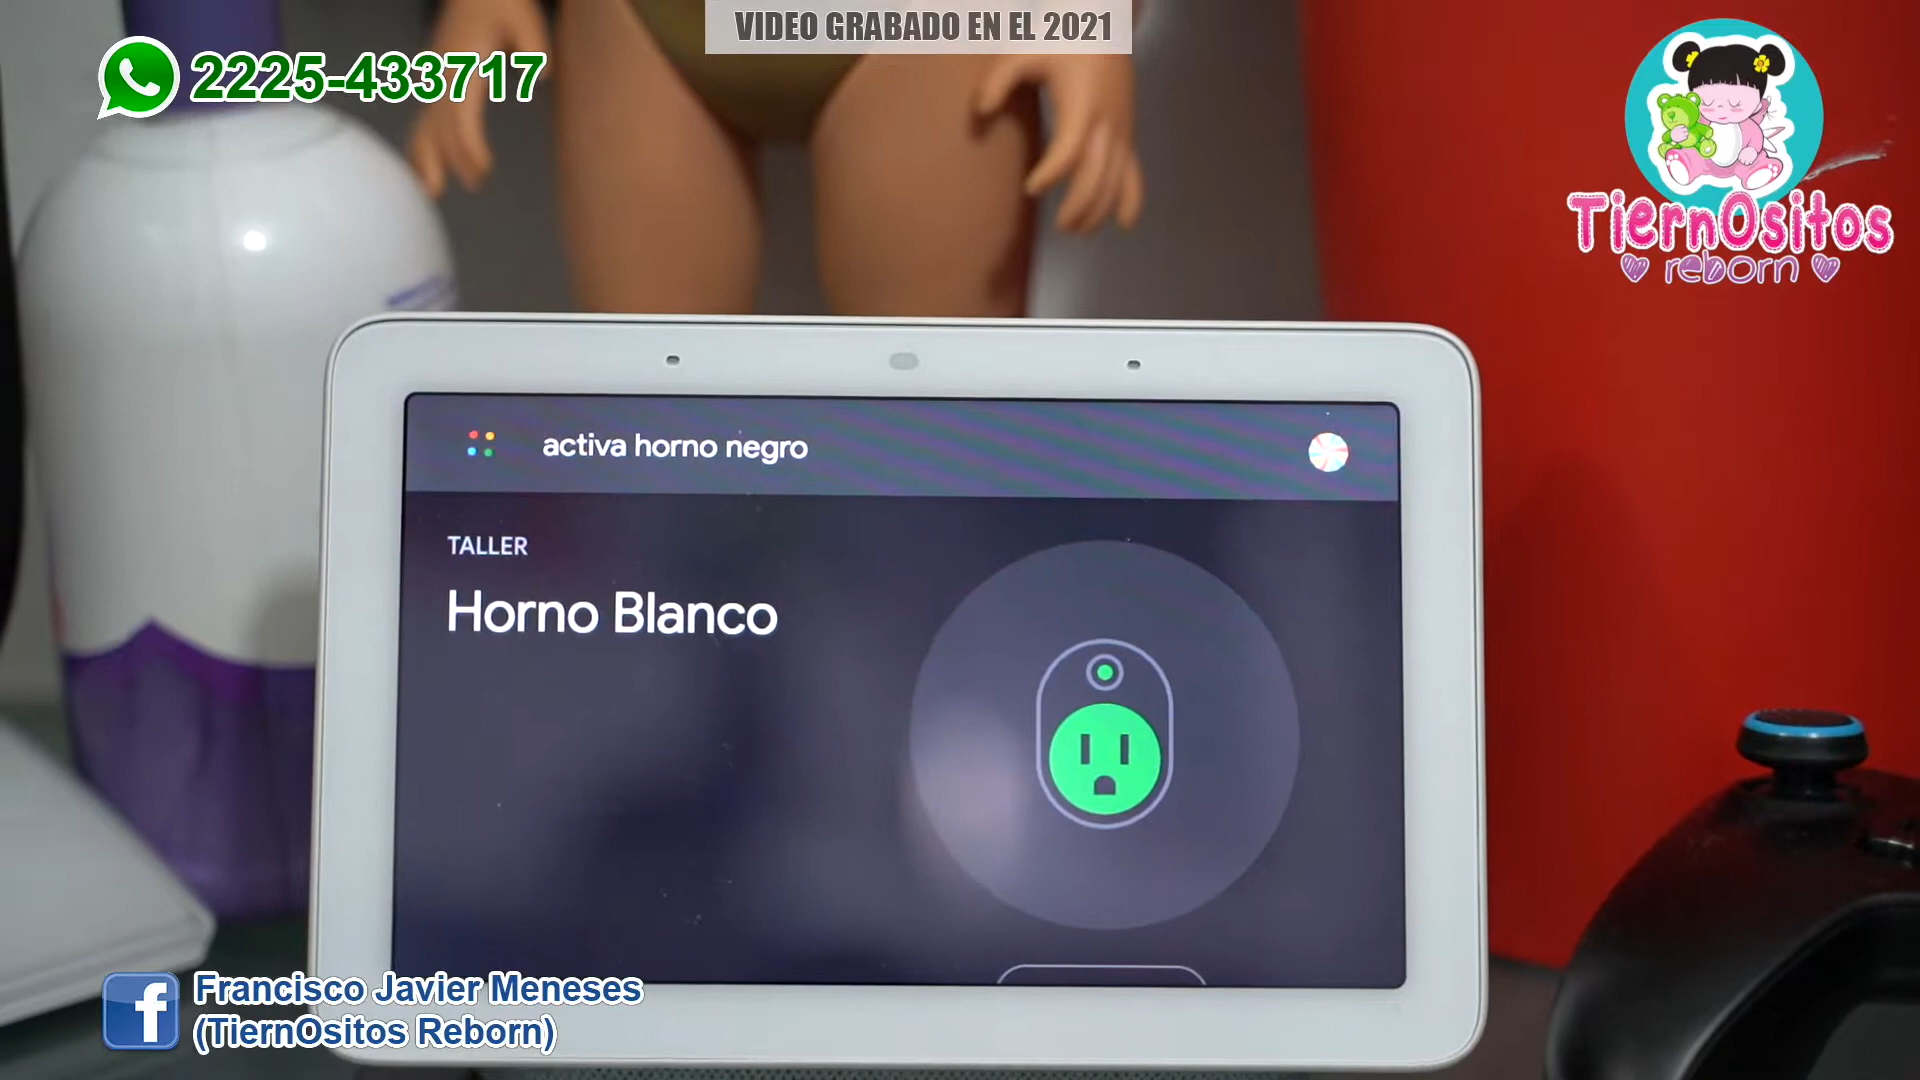 VIDEO GRABADO EN EL 2021
2225-433717
TiernOsitos
reborn
activa horno negro
TALLER
Horno Blanco
Francisco Javier Meneses
(TiernOsitos Reborn)